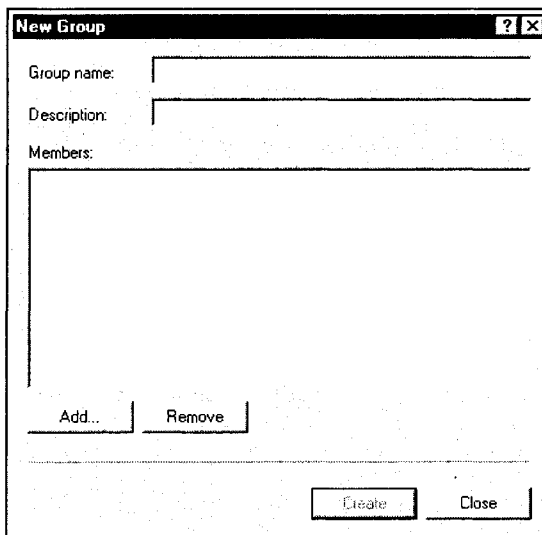 New Group
Group name:
Description:
Members:
Add...
Remove
Create
Close